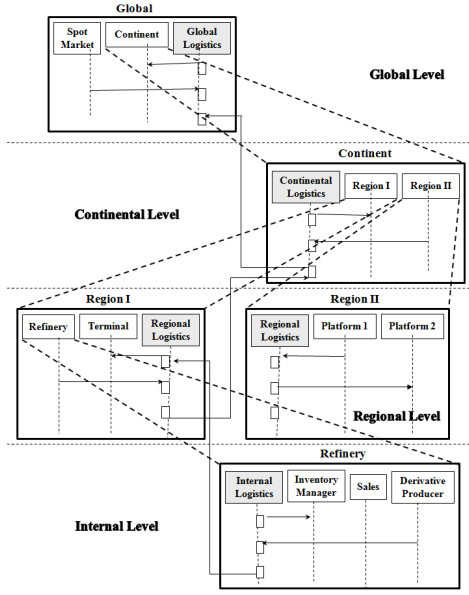 Global
Spot
Market
Continent
Global
Logistics
Global Level
Continent
Continental
Logistics
Region I
Region II
Continental Level
Region I
Refinery
Terminal
Regional
Logistics
Region II
Regional
Logistics
Platform 1
Platform 2
Regional Level
Refinery
Internal
Logistics
Inventory
Manager
Sales
Derivative
Producer
Internal Level